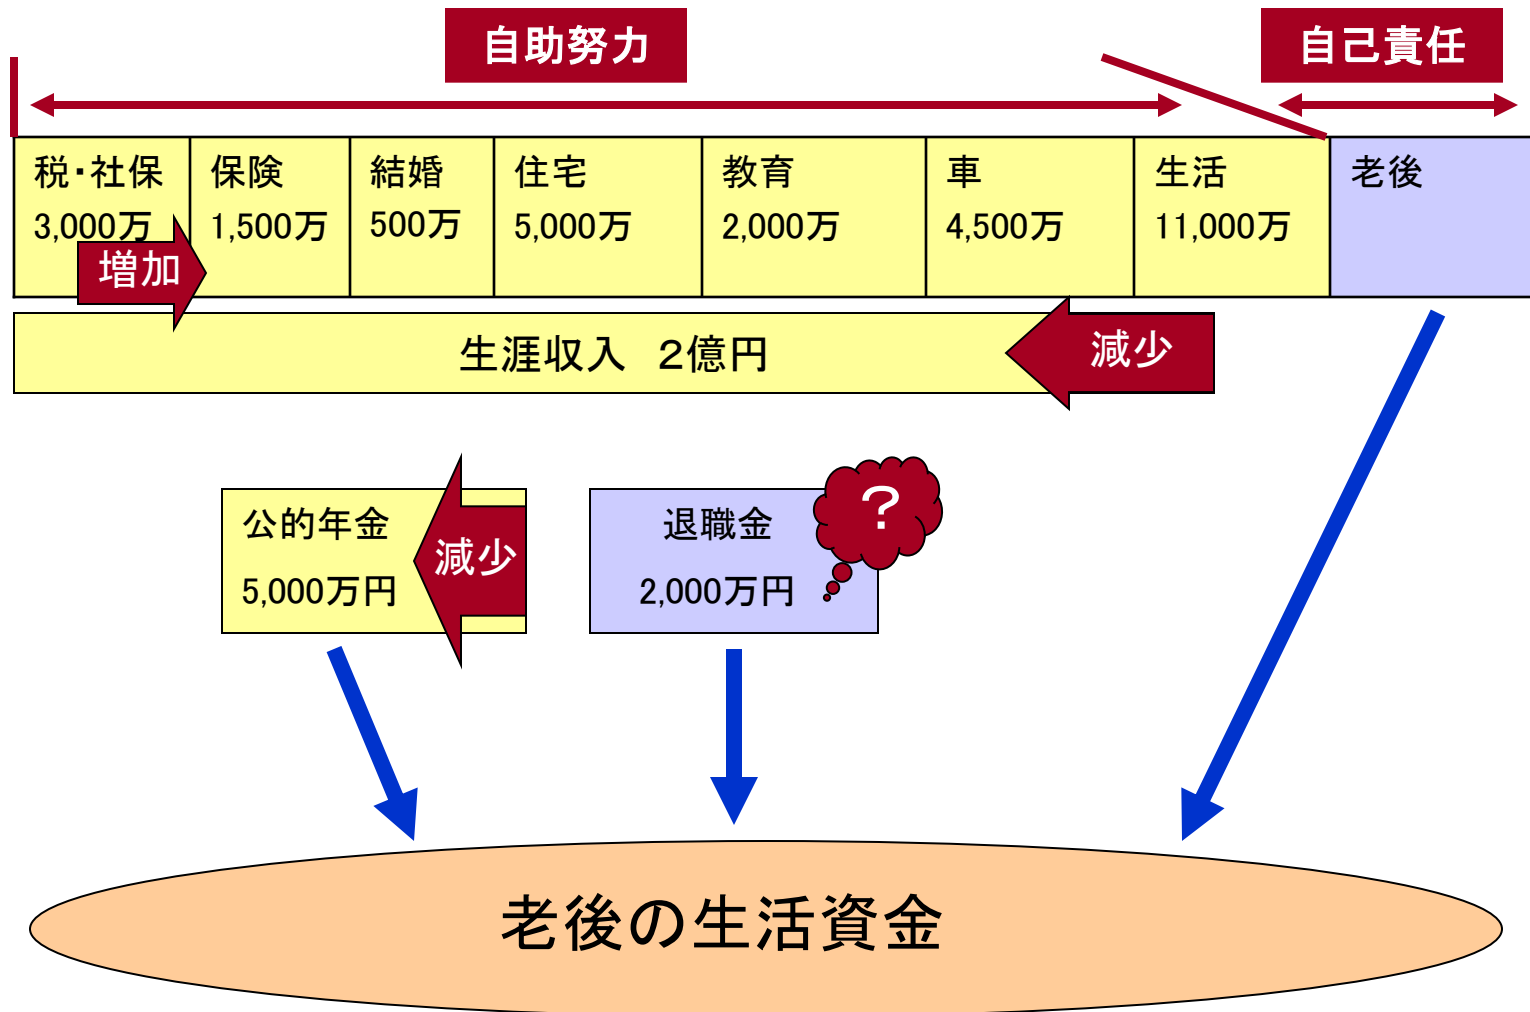 自助努力
自己責任
税・社保
3,000万
増加
保険
1,500万
結婚
500万
住宅
5,000万
教育
2,000万
車
4,500万
生活
11,000万
老後
生涯収入　２億円
減少
公的年金
5,000万円
減少
退職金
2,000万円
？
老後の生活資金